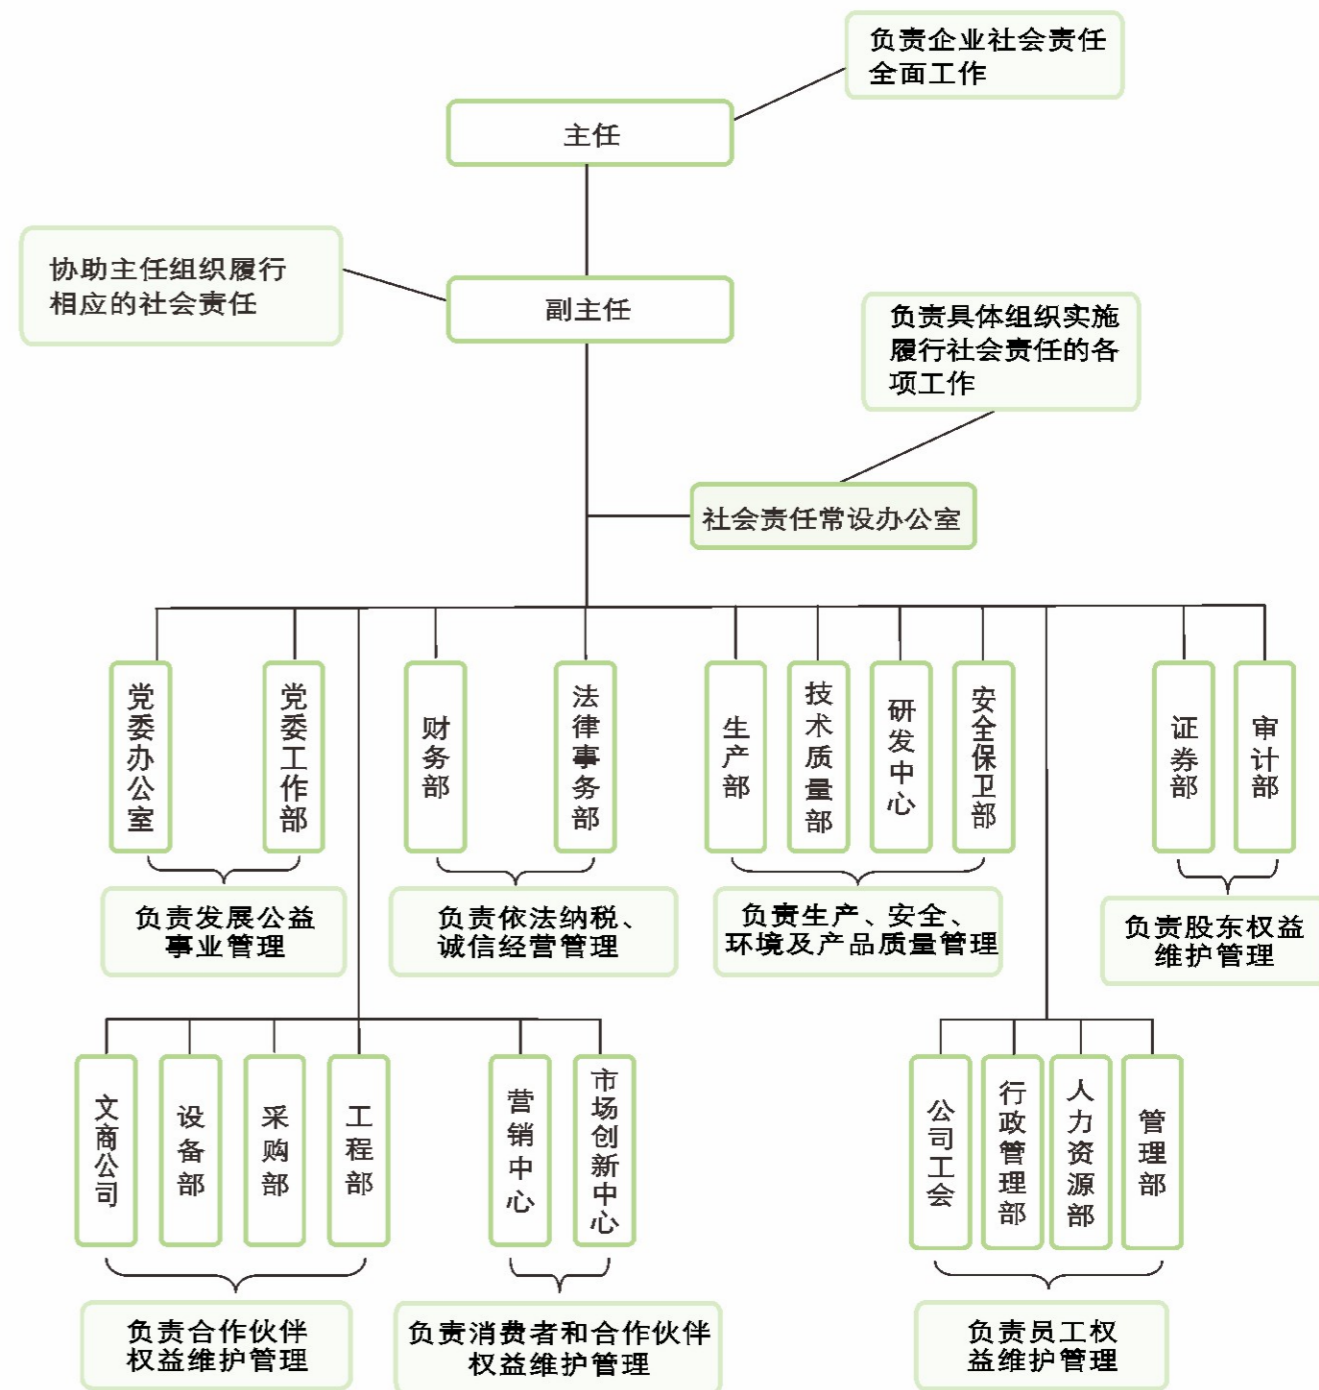 负责企业社会责任
全面工作
主任
协助主任组织履行
相应的社会责任
副主任
负责具体组织实施
履行社会责任的各
项工作
社会责任常设办公室
党委办公室
党委工作部
财务部
法律事务部
生产部
技术质量部
研发中心
安全保卫部
证券部
审计部
负责发展公益
事业管理
负责依法纳税、
诚信经营管理
负责生产、安全、
环境及产品质量管理
负责股东权益
维护管理
文商公司
设备部
采购部
工程部
营销中心
市场创新中心
公司工会
行政管理部
人力资源部
管理部
负责合作伙伴
权益维护管理
负责消费者和合作伙伴
权益维护管理
负责员工权
益维护管理